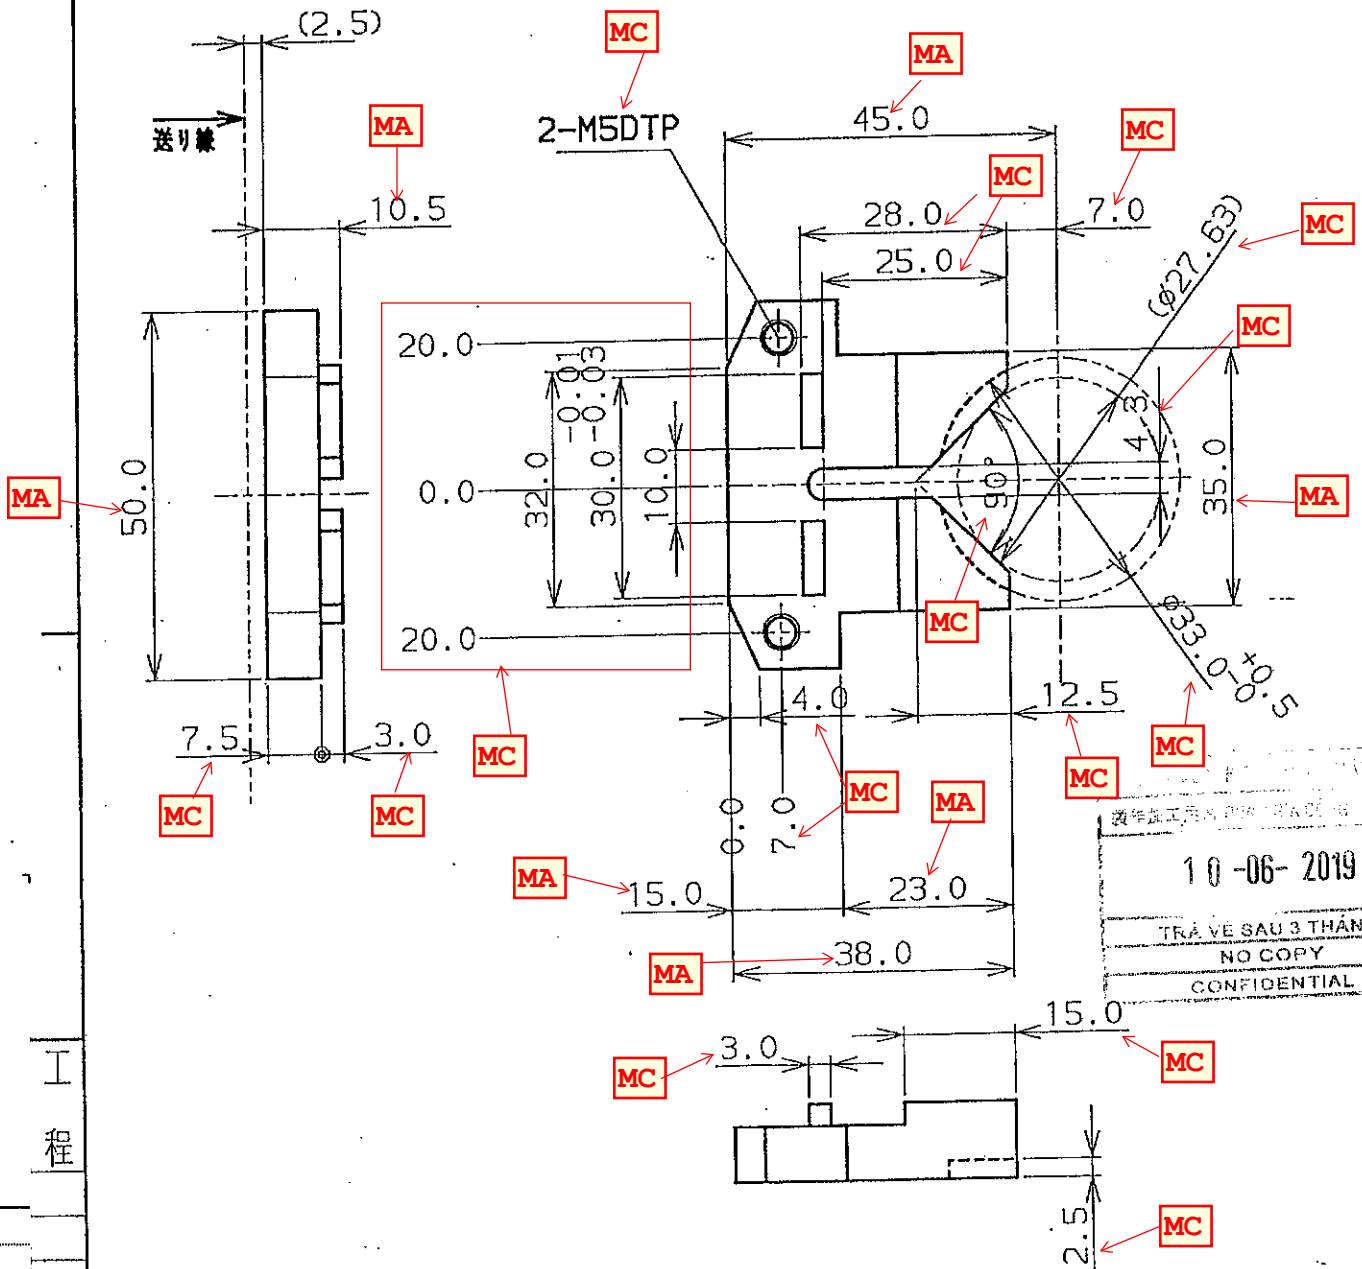 (2.5)
MC
MA
送り線
MA
2-M5DTP
45.0
MC
MC
10.5
28.0
7.0
MC
25.0
(φ27.63)
MC
20.0
-0.01
-0.03
3
4
50.0
MA
0.0
32.0
30.0
10.0
90°
35.0
MA
MC
20.0
φ33.0
+0.5
-0
4.0
12.5
7.5
3.0
MC
MC
MC
MC
MC
MC
MA
0.0
7.0
10-06-2019
MA
15.0
23.0
TRẢ VỀ SAU 3 THÁN
NO COPY
MA
38.0
CONFIDENTIAL
15.0
3.0
MC
MC
工
程
2.5
MC